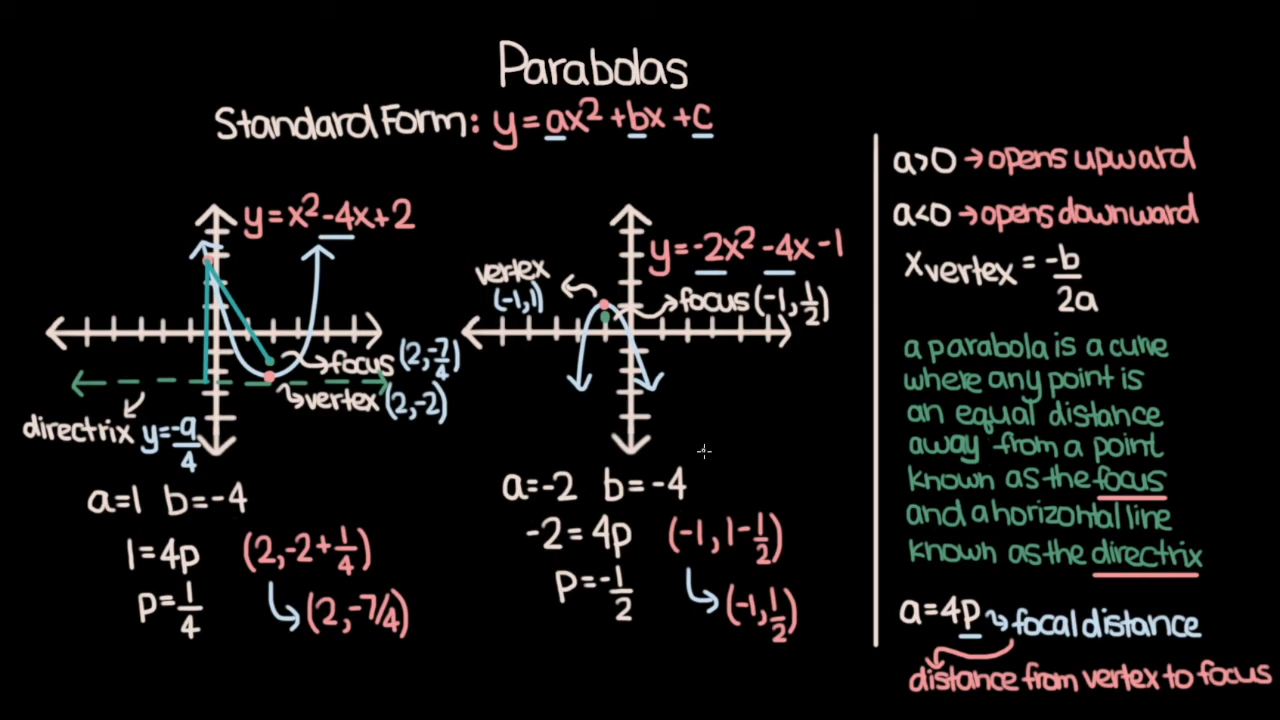 Parabolas
Standard Form: y = ax² + bx + c
y = x² - 4x + 2
focus (2, -7/4)
vertex (2, -2)
directrix y = -9/4
a = 1 b = -4
1 = 4p
p = 1/4
(2, -2 + 1/4)
(2, -7/4)
y = -2x² - 4x - 1
vertex
(-1, 1)
focus (-1, 1/2)
a = -2 b = -4
-2 = 4p
p = -1/2
(-1, 1 - 1/2)
(-1, 1/2)
a > 0 → opens upward
a < 0 → opens downward
x vertex = -b/2a
a parabola is a curve
where any point is
an equal distance
away from a point
known as the focus
and a horizontal line
known as the directrix
a = 4p focal distance
distance from vertex to focus